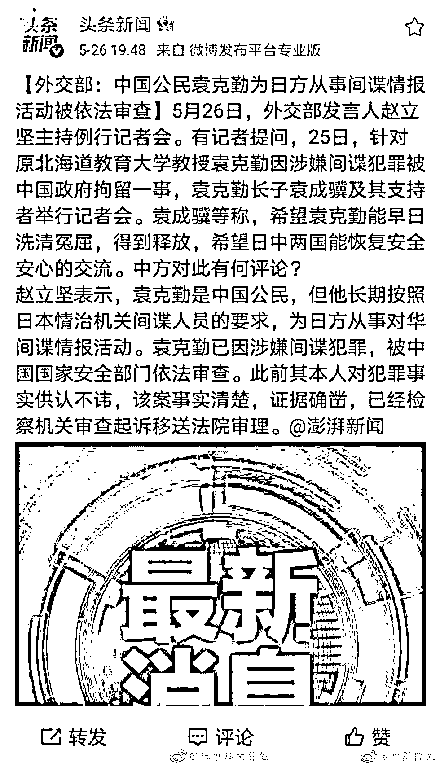 头条
新闻
头条新闻
5-26 19:48 来自 微博发布平台专业版
【外交部：中国公民袁克勤为日方从事间谍情报
活动被依法审查】5月26日，外交部发言人赵立
坚主持例行记者会。有记者提问，25日，针对
原北海道教育大学教授袁克勤因涉嫌间谍犯罪被
中国政府拘留一事，袁克勤长子袁成骥及其支持
者举行记者会。袁成骥等称，希望袁克勤能早日
洗清冤屈，得到释放，希望日中两国能恢复安全
安心的交流。中方对此有何评论？
赵立坚表示，袁克勤是中国公民，但他长期按照
日本情治机关间谍人员的要求，为日方从事对华
间谍情报活动。袁克勤已因涉嫌间谍犯罪，被中
国国家安全部门依法审查。此前其本人对犯罪事
实供认不讳，该案事实清楚，证据确凿，已经检
察机关审查起诉移送法院审理。@澎湃新闻
最新
消息
转发 评论 赞